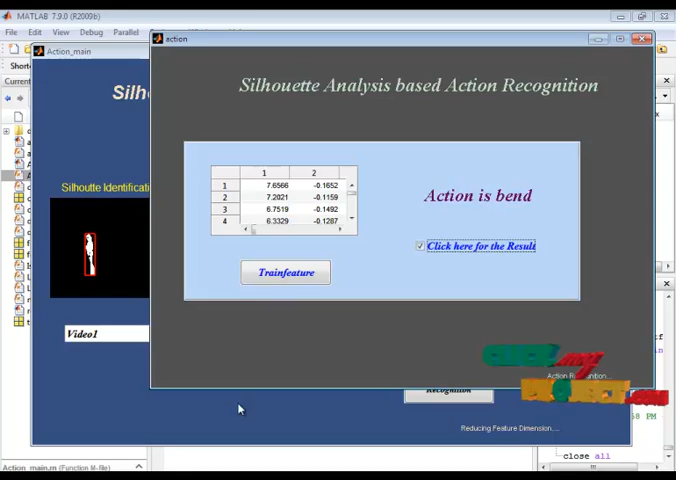 MATLAB 7.9.0 (R2009b)
File Edit View Debug Parallel
Action_main
action
Silhouette Analysis based Action Recognition
Silhoutte Identificati
1 2
1 7.6566 -0.1652
2 7.2021 -0.1159
3 6.7519 -0.1492
4 6.3329 -0.1287
Action is bend
Click here for the Result
Trainfeature
Video1
Action Recognition...
Recognition
Reducing Feature Dimension....
close all
Action_main.m (Function M-file)